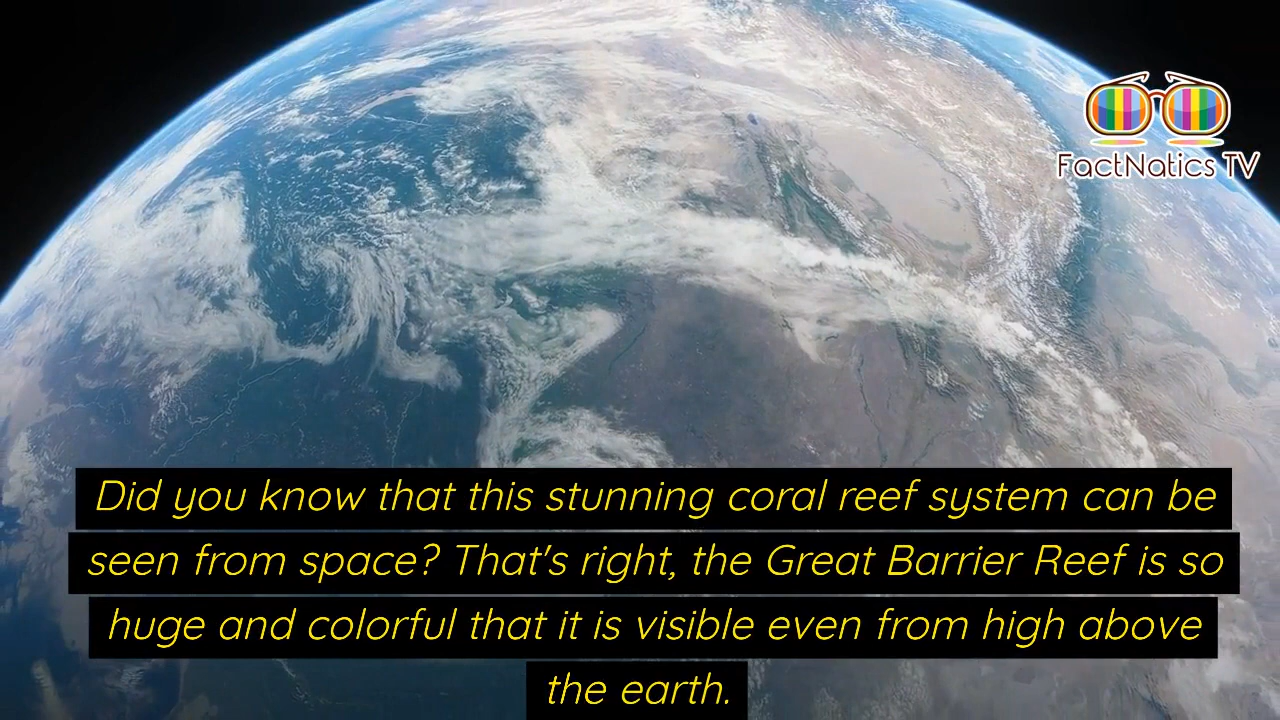 FactNatics TV
Did you know that this stunning coral reef system can be
seen from space? That's right, the Great Barrier Reef is so
huge and colorful that it is visible even from high above
the earth.